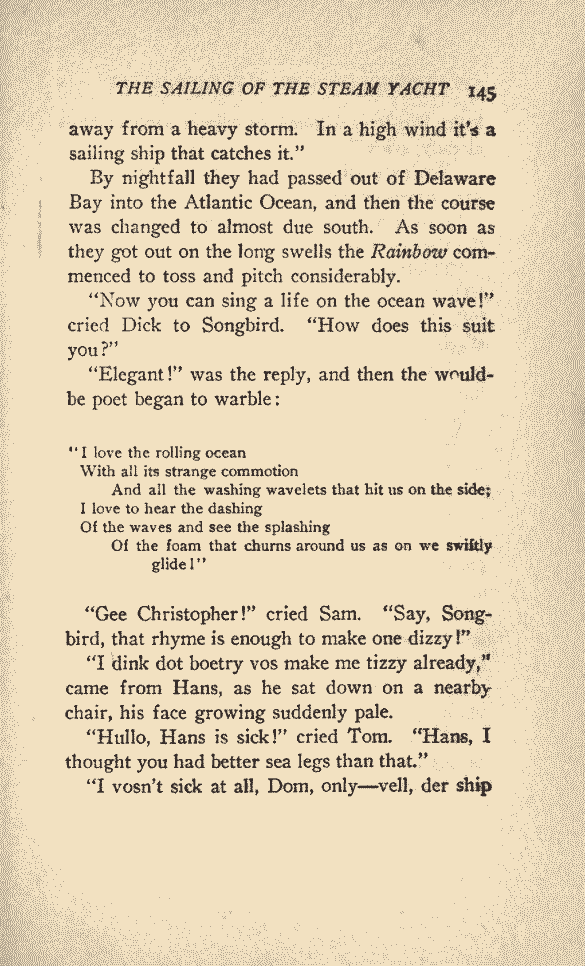 THE SAILING OF THE STEAM YACHT 145
away from a heavy storm. In a high wind it's a
sailing ship that catches it."
By nightfall they had passed out of Delaware
Bay into the Atlantic Ocean, and then the course
was changed to almost due south. As soon as
they got out on the long swells the Rainbow com-
menced to toss and pitch considerably.
"Now you can sing a life on the ocean wave!"
cried Dick to Songbird. "How does this suit
you?"
"Elegant!" was the reply, and then the would-
be poet began to warble:
"I love the rolling ocean
With all its strange commotion
And all the washing wavelets that hit us on the side;
I love to hear the dashing
Of the waves and see the splashing
Of the foam that churns around us as on we swiftly
glide!"
"Gee Christopher!" cried Sam. "Say, Song-
bird, that rhyme is enough to make one dizzy!"
"I dink dot boetry vos make me tizzy already,"
came from Hans, as he sat down on a nearby
chair, his face growing suddenly pale.
"Hullo, Hans is sick!" cried Tom. "Hans, I
thought you had better sea legs than that."
"I vosn't sick at all, Dom, only—vell, der ship